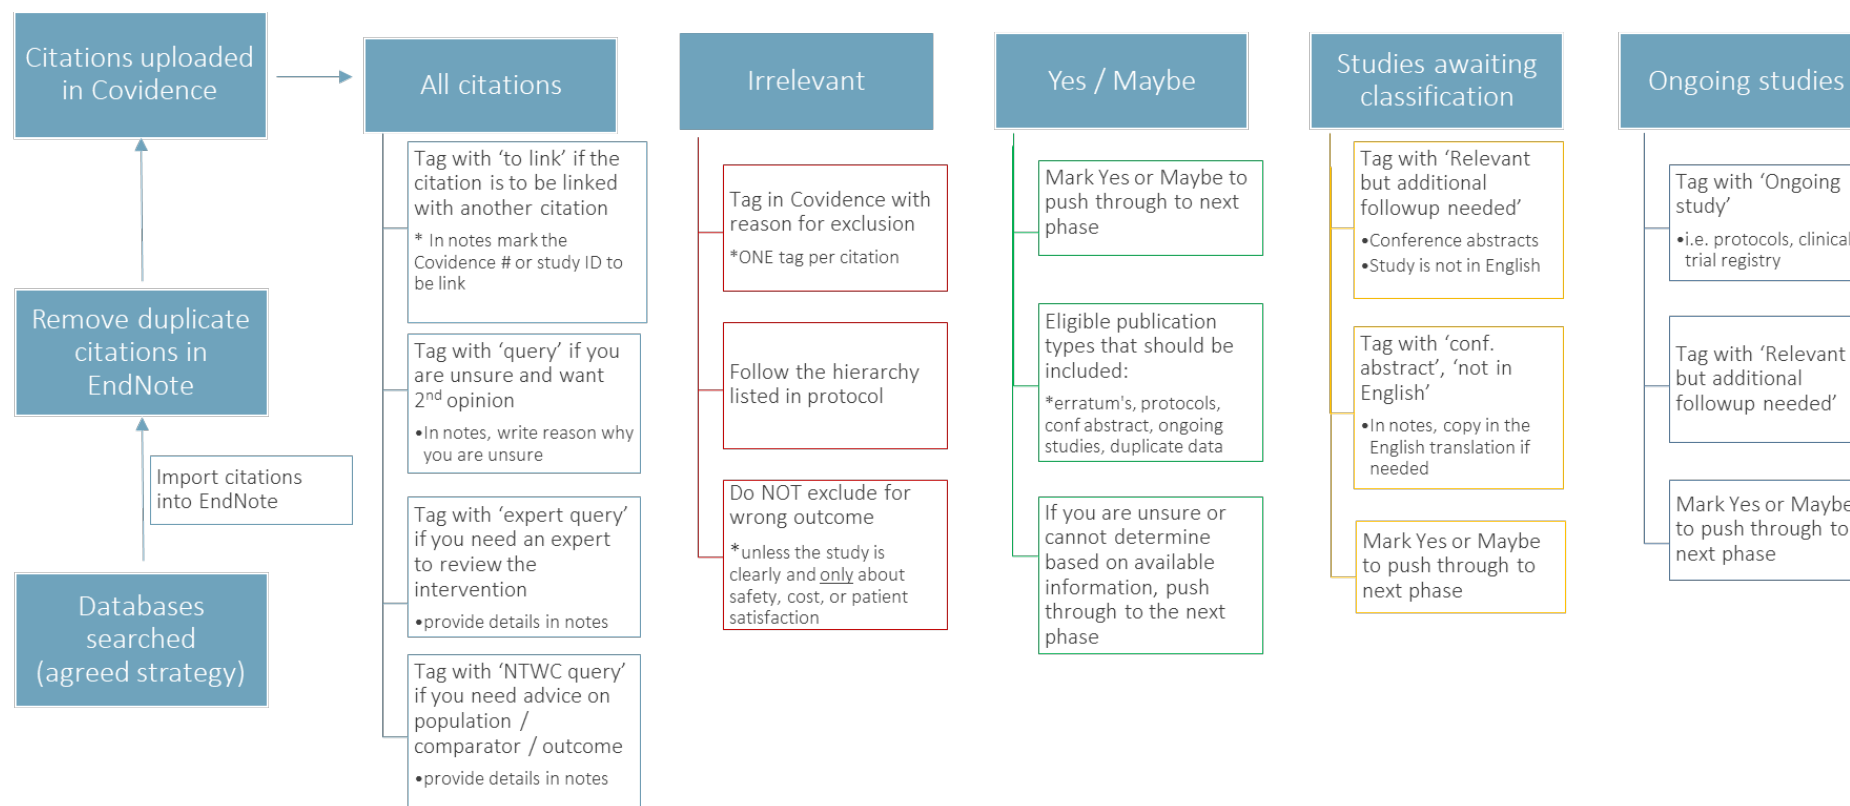 Citations uploaded
in Covidence
Remove duplicate
citations in
EndNote
Import citations
into EndNote
Databases
searched
(agreed strategy)
All citations
Tag with ‘to link’ if the
citation is to be linked
with another citation
* In notes mark the
Covidence # or study ID to
be link
Tag with ‘query’ if you
are unsure and want
2nd opinion
•In notes, write reason why
you are unsure
Tag with ‘expert query’
if you need an expert
to review the
intervention
•provide details in notes
Tag with ‘NTWC query’
if you need advice on
population /
comparator / outcome
•provide details in notes
Irrelevant
Tag in Covidence with
reason for exclusion
*ONE tag per citation
Follow the hierarchy
listed in protocol
Do NOT exclude for
wrong outcome
*unless the study is
clearly and only about
safety, cost, or patient
satisfaction
Yes / Maybe
Mark Yes or Maybe to
push through to next
phase
Eligible publication
types that should be
included:
*erratum's, protocols,
conf abstract, ongoing
studies, duplicate data
If you are unsure or
cannot determine
based on available
information, push
through to the next
phase
Studies awaiting
classification
Tag with ‘Relevant
but additional
followup needed’
•Conference abstracts
•Study is not in English
Tag with ‘conf.
abstract’, ‘not in
English’
•In notes, copy in the
English translation if
needed
Mark Yes or Maybe
to push through to
next phase
Ongoing studies
Tag with ‘Ongoing
study’
•i.e. protocols, clinical
trial registry
Tag with ‘Relevant
but additional
followup needed’
Mark Yes or Maybe
to push through to
next phase